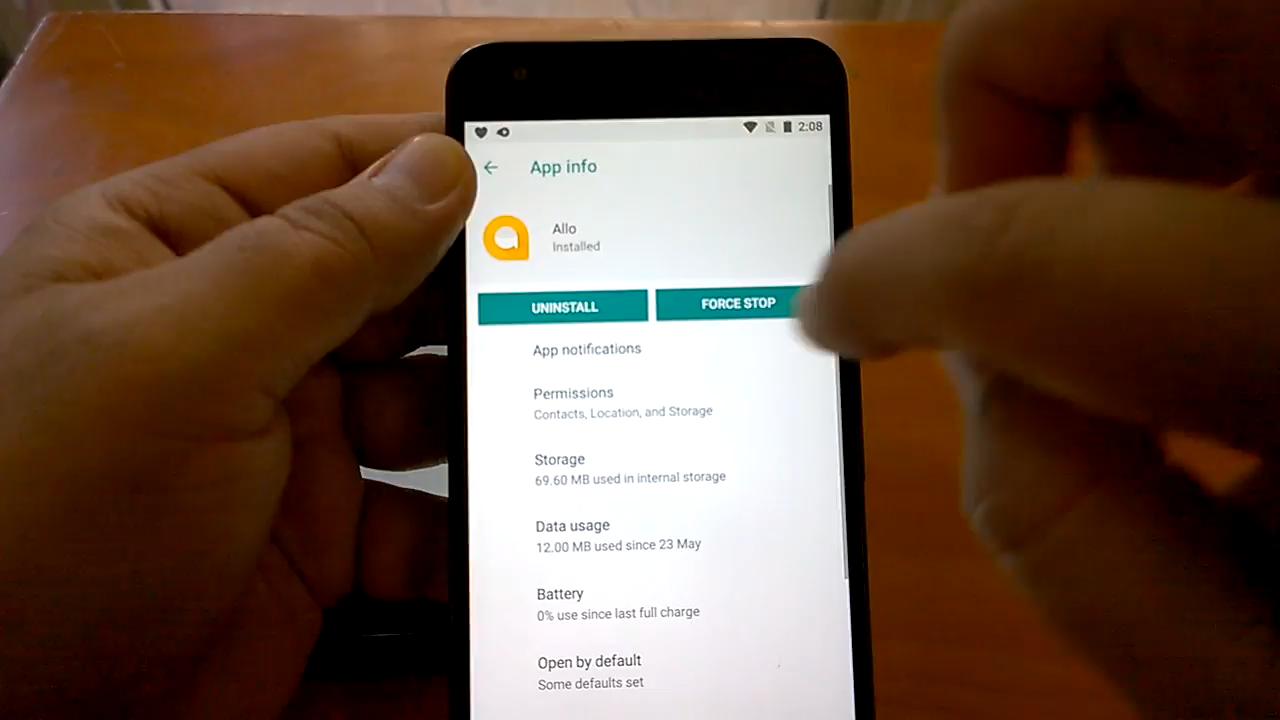 2:08
App info
Allo
Installed
UNINSTALL
FORCE STOP
App notifications
Permissions
Contacts, Location, and Storage
Storage
69.60 MB used in internal storage
Data usage
12.00 MB used since 23 May
Battery
0% use since last full charge
Open by default
Some defaults set